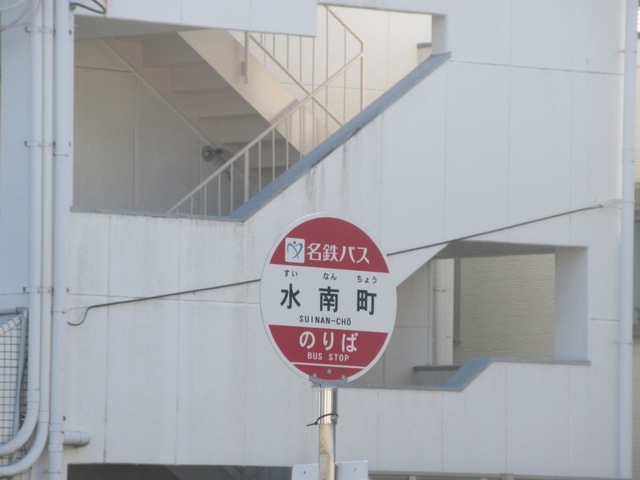 名鉄バス
すい なん ちょう
水南町
SUINAN-CHŌ
のりば
BUS STOP